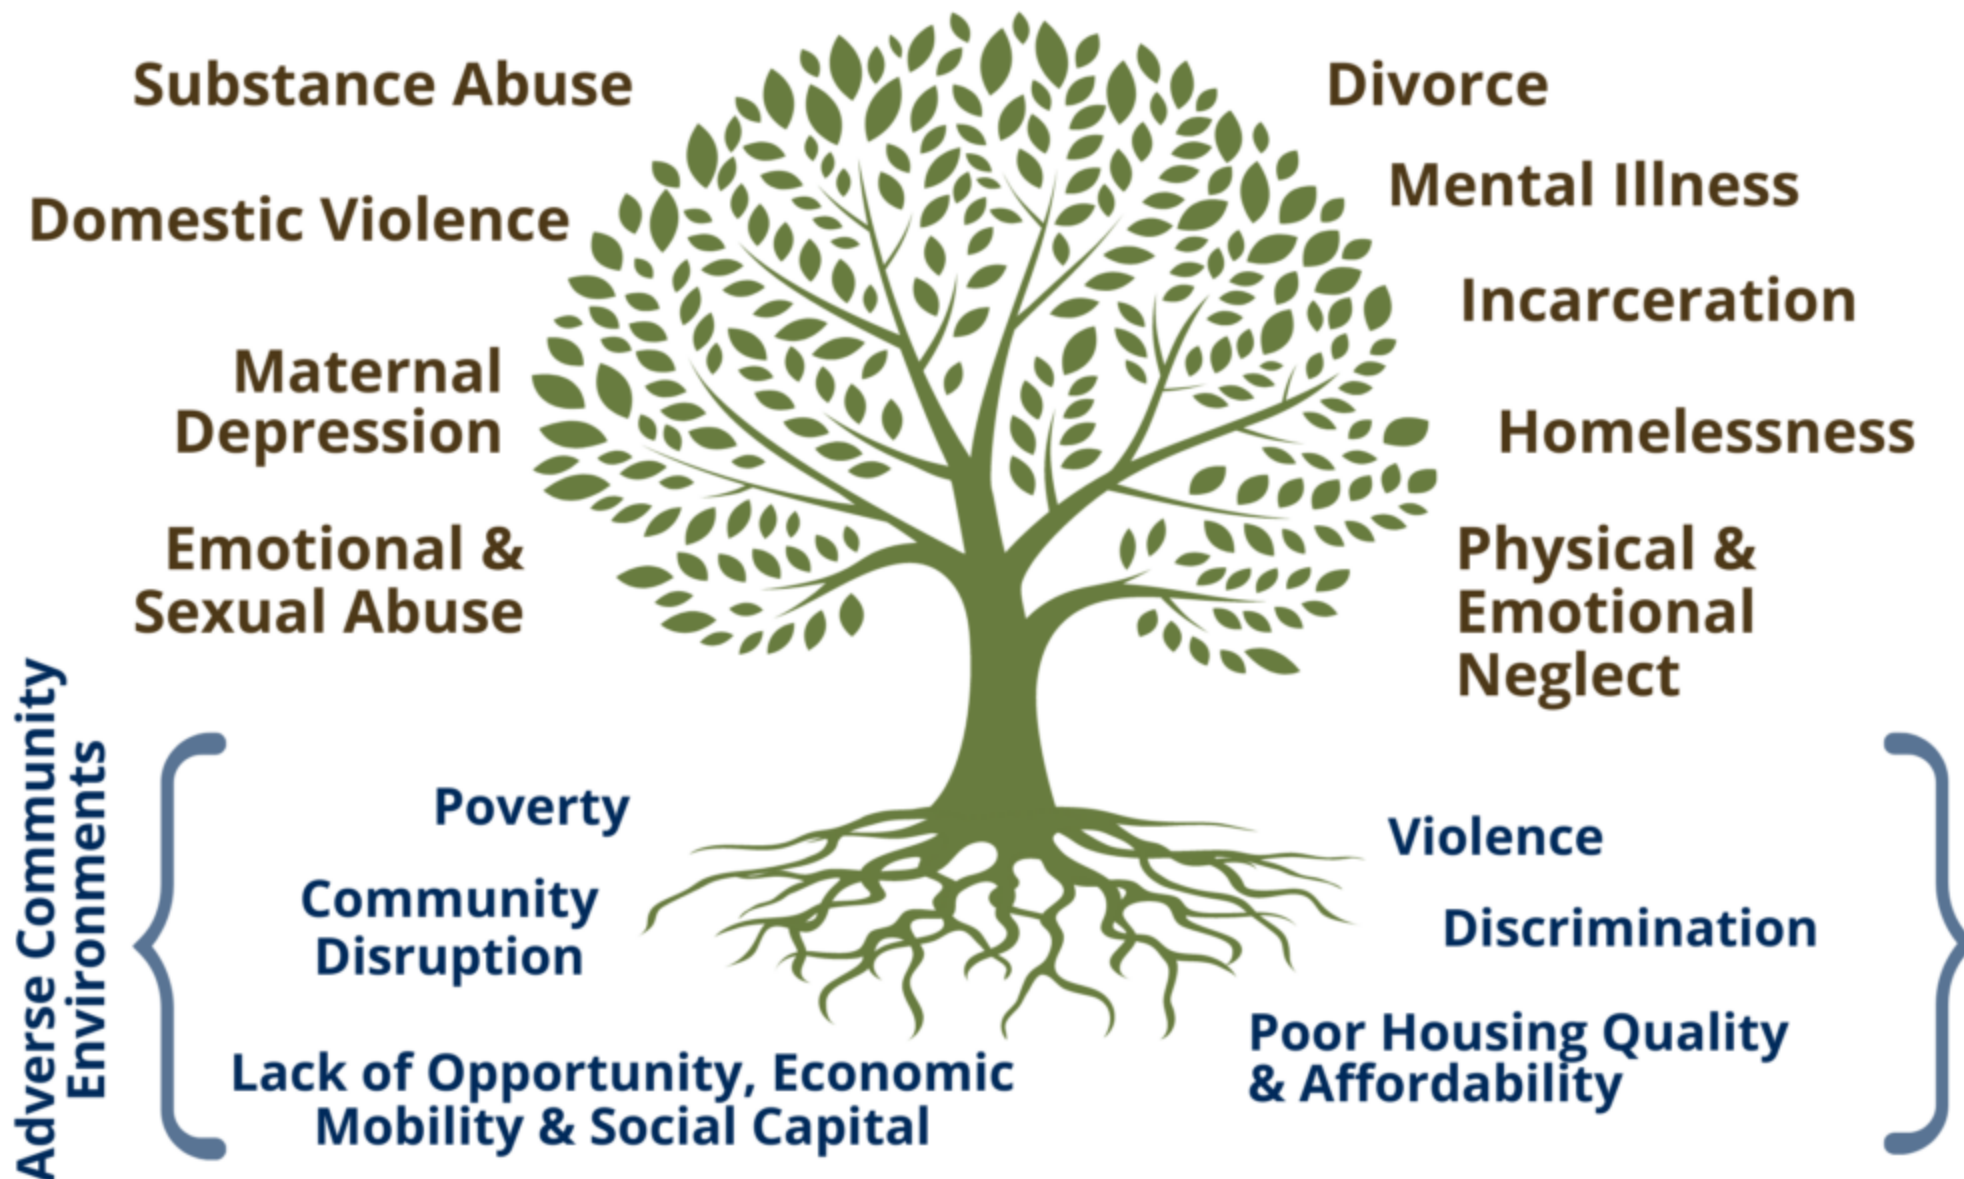 Substance Abuse
Domestic Violence
Maternal
Depression
Emotional &
Sexual Abuse
Divorce
Mental Illness
Incarceration
Homelessness
Physical &
Emotional
Neglect
Adverse Community
Environments
Poverty
Community
Disruption
Lack of Opportunity, Economic
Mobility & Social Capital
Violence
Discrimination
Poor Housing Quality
& Affordability